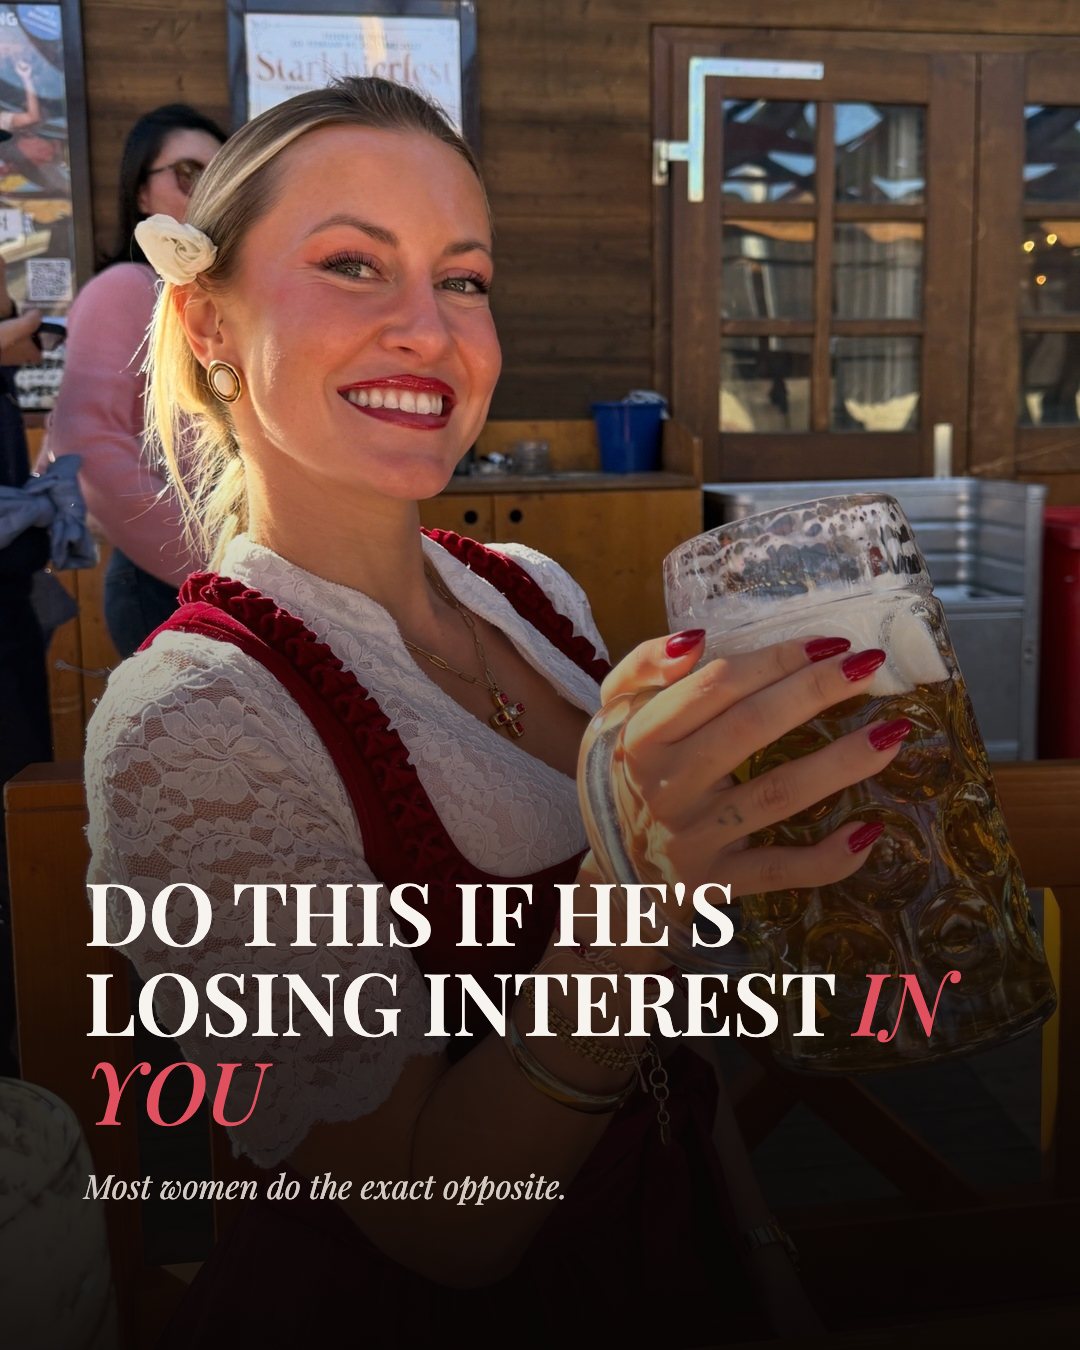 Starkbierfest
DO THIS IF HE'S
LOSING INTEREST IN
YOU
Most women do the exact opposite.